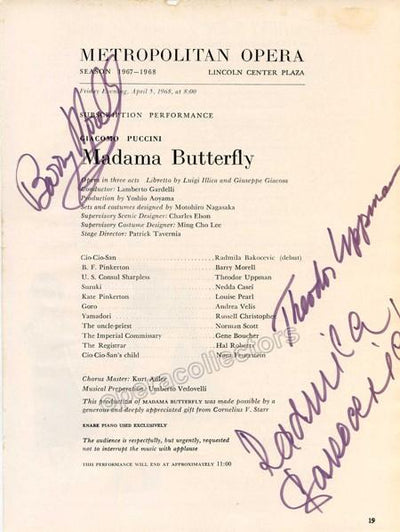 METROPOLITAN OPERA
SEASON 1967–1968 LINCOLN CENTER PLAZA
Friday Evening, April 5, 1968, at 8:00
SUBSCRIPTION PERFORMANCE
GIACOMO PUCCINI
Madama Butterfly
Opera in three acts Libretto by Luigi Illica and Giuseppe Giacosa
Conductor: Lamberto Gardelli
Production by Yoshio Aoyama
Sets and costumes designed by Motohiro Nagasaka
Supervisory Scenic Designer: Charles Elson
Supervisory Costume Designer: Ming Cho Lee
Stage Director: Patrick Tavernia
Cio-Cio-San Radmila Bakocevic (debut)
B. F. Pinkerton Barry Morell
U. S. Consul Sharpless Theodor Uppman
Suzuki Nedda Casei
Kate Pinkerton Louise Pearl
Goro Andrea Velis
Yamadori Russell Christopher
The uncle-priest Norman Scott
The Imperial Commissary Gene Boucher
The Registrar Hal Roberts
Cio-Cio-San's child
Chorus Master: Kurt Adler
Musical Preparation: Umberto Vedovelli
This production of MADAMA BUTTERFLY was made possible by a
generous and deeply appreciated gift from Cornelius V. Starr
KNABE PIANO USED EXCLUSIVELY
The audience is respectfully, but urgently, requested
not to interrupt the music with applause
THIS PERFORMANCE WILL END AT APPROXIMATELY 11:00
19
Barry Morell
Theodor Uppman
Radmila
Bakocevic
operacollectors